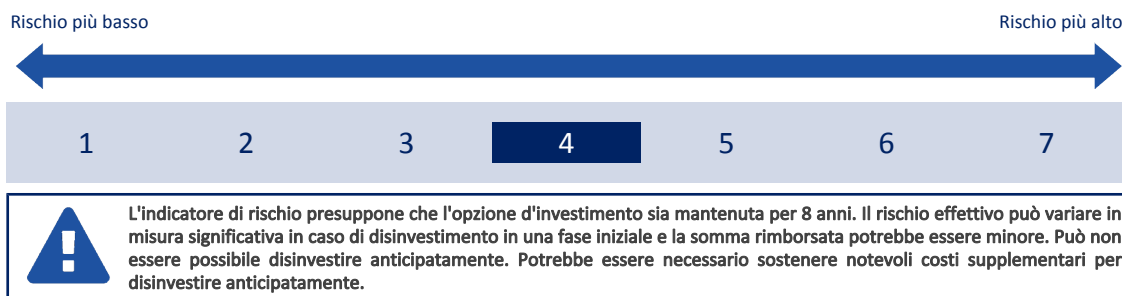 Rischio più basso Rischio più alto
1 2 3 4 5 6 7
L'indicatore di rischio presuppone che l'opzione d'investimento sia mantenuta per 8 anni. Il rischio effettivo può variare in
misura significativa in caso di disinvestimento in una fase iniziale e la somma rimborsata potrebbe essere minore. Può non
essere possibile disinvestire anticipatamente. Potrebbe essere necessario sostenere notevoli costi supplementari per
disinvestire anticipatamente.